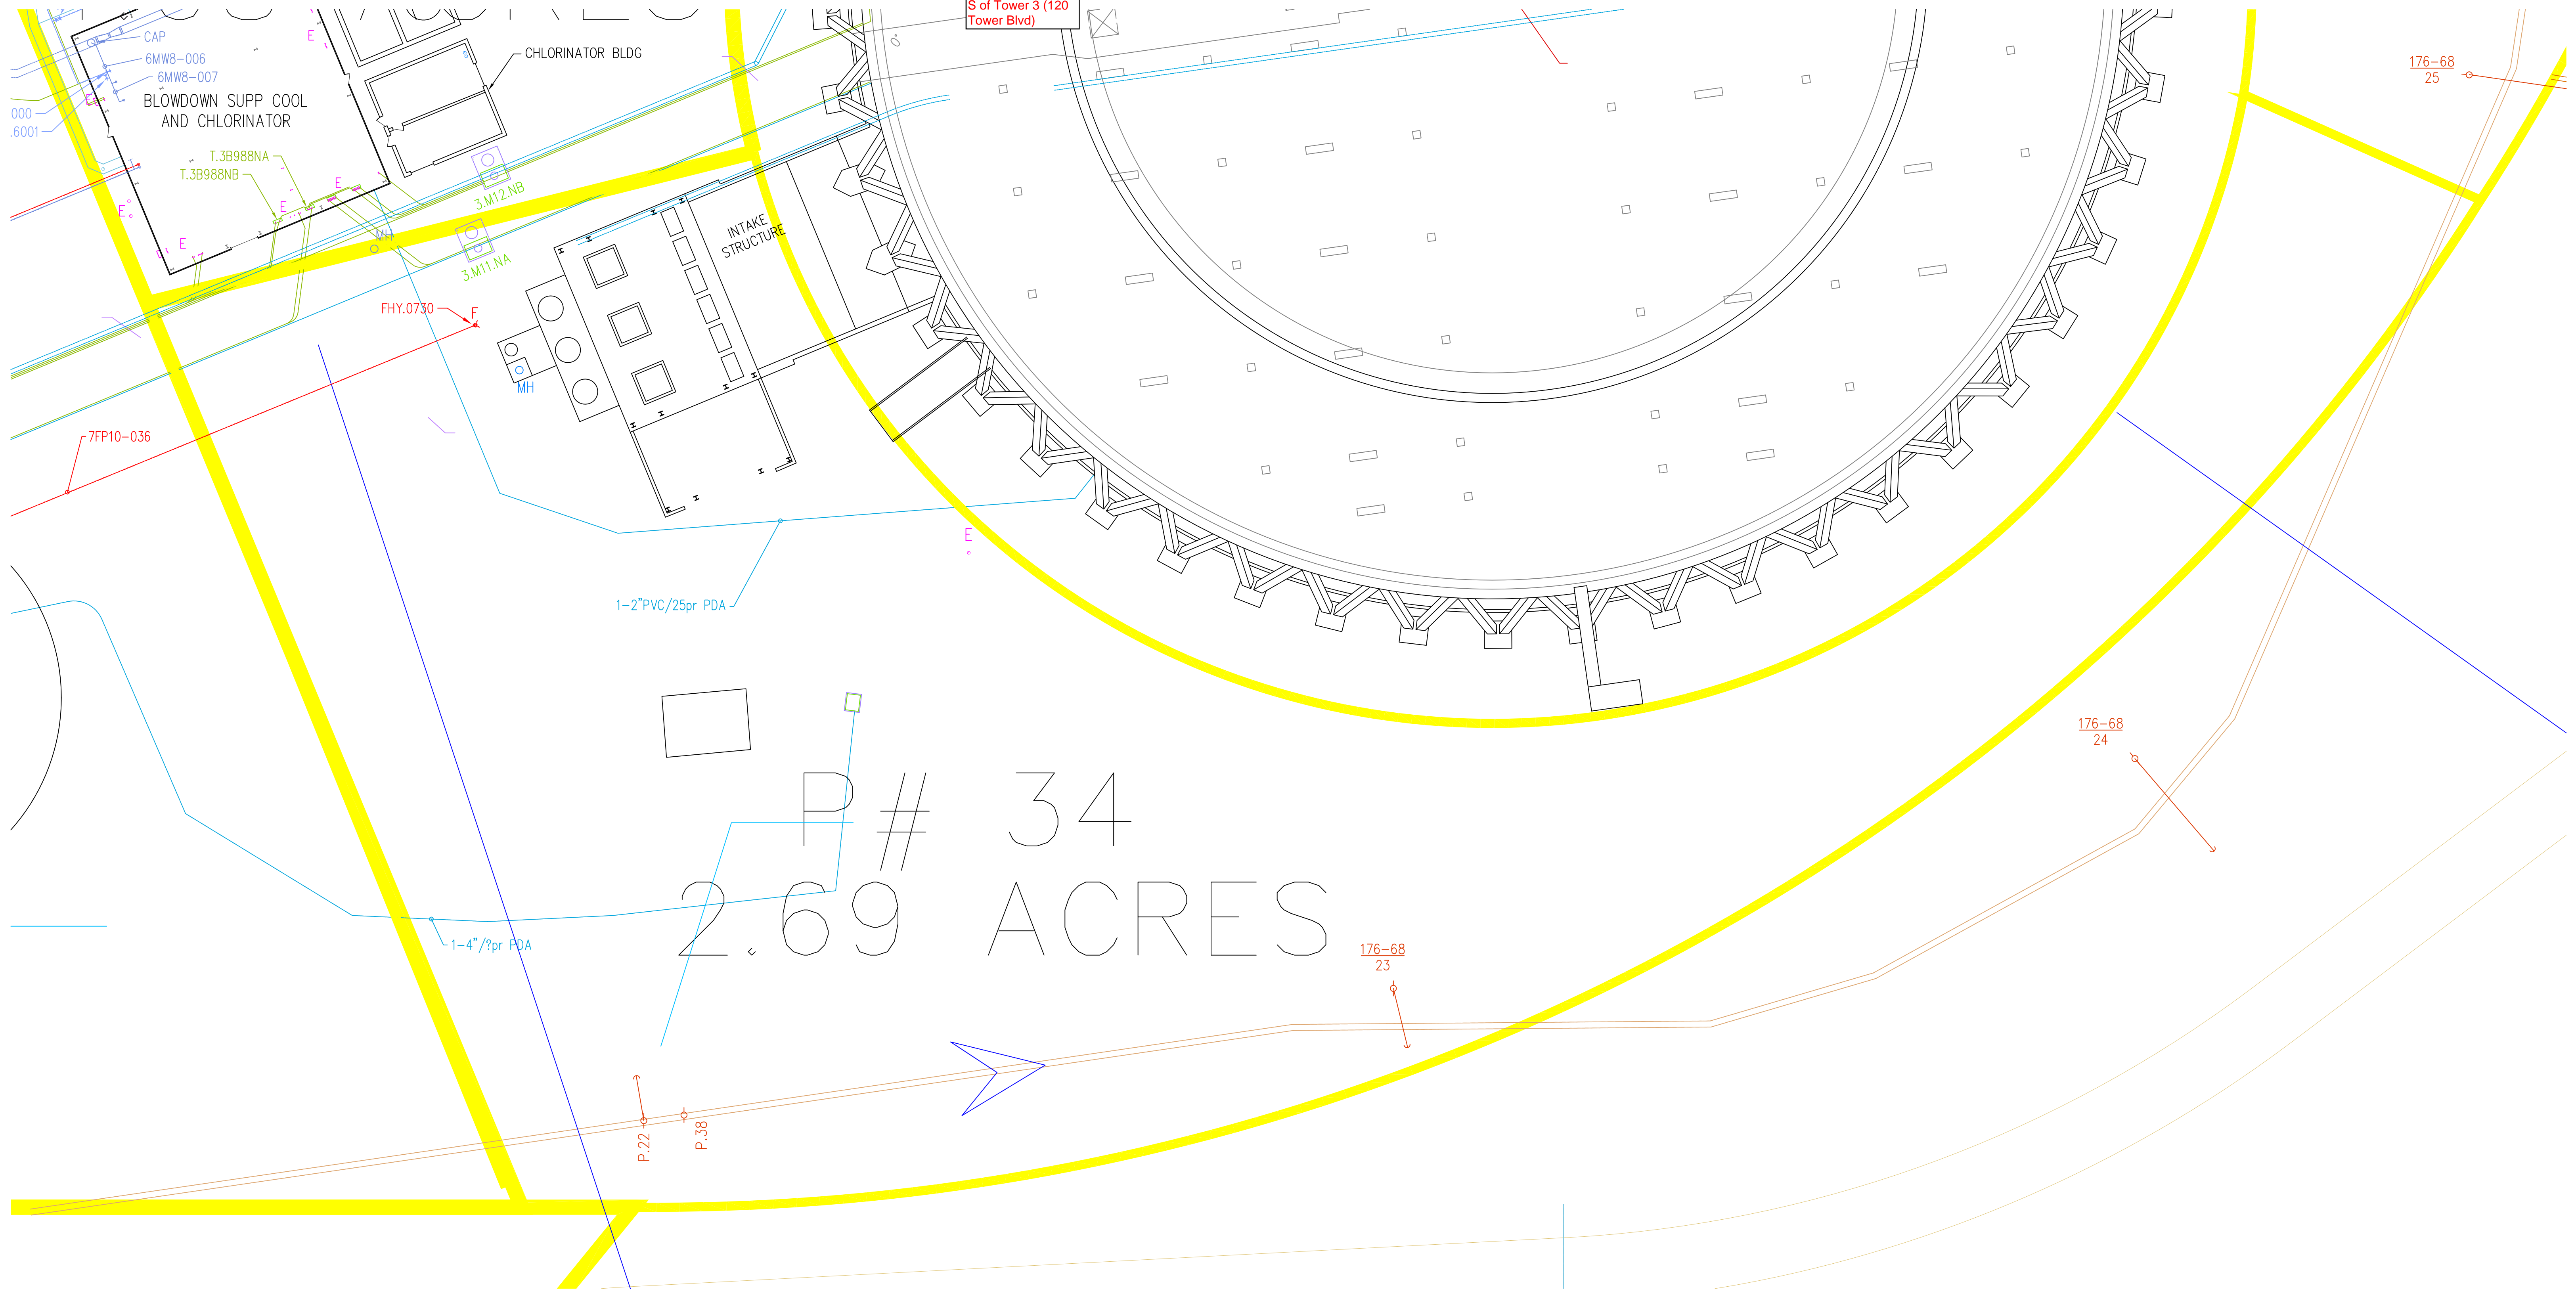 S of Tower 3 (120
Tower Blvd)
CAP
6MW8-006
6MW8-007
000
.6001
E
BLOWDOWN SUPP COOL
AND CHLORINATOR
CHLORINATOR BLDG
T.3B988NA
T.3B988NB
E
E
E
E
E
3.M12.NB
3.M11.NA
MH
INTAKE
STRUCTURE
FHY.0730
F
MH
7FP10-036
E
1-2"PVC/25pr PDA
176-68
25
176-68
24
P# 34
2.69 ACRES
E
1-4"/?pr PDA
176-68
23
P.22
P.38